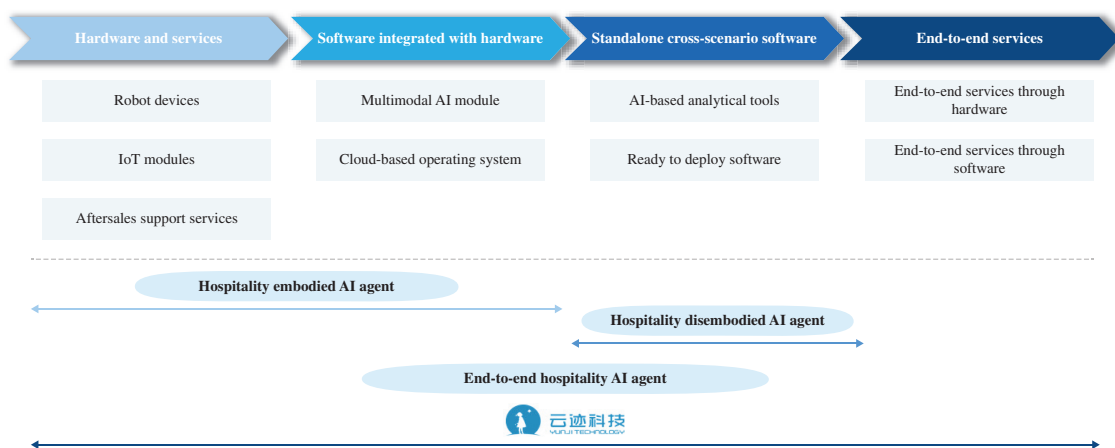 Hardware and services
Software integrated with hardware
Standalone cross-scenario software
End-to-end services
Robot devices
Multimodal AI module
AI-based analytical tools
End-to-end services through
hardware
IoT modules
Cloud-based operating system
Ready to deploy software
End-to-end services through
software
Aftersales support services
Hospitality embodied AI agent
Hospitality disembodied AI agent
End-to-end hospitality AI agent
云迹科技
YUNJI TECHNOLOGY